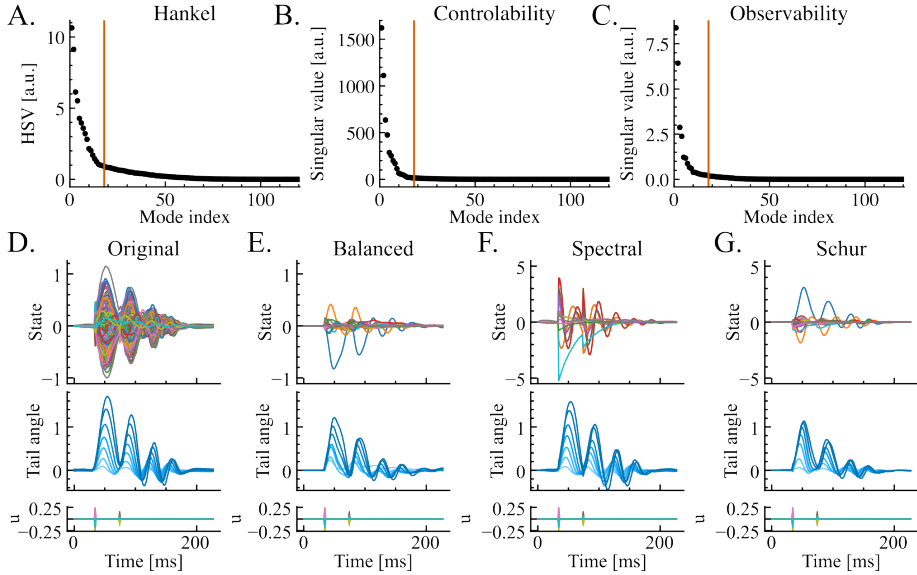 A. Hankel
HSV [a.u.]
10
5
0
0 50 100
Mode index
B. Controlability
Singular value [a.u.]
1500
1000
500
0
0 50 100
Mode index
C. Observability
Singular value [a.u.]
7.5
5.0
2.5
0.0
0 50 100
Mode index
D. Original
State
1
0
−1
Tail angle
1
0
u
0.25
−0.25
0 200
Time [ms]
E. Balanced
State
1
0
−1
Tail angle
1
0
u
0.25
−0.25
0 200
Time [ms]
F. Spectral
State
5
0
−5
Tail angle
1
0
u
0.25
−0.25
0 200
Time [ms]
G. Schur
State
5
0
−5
Tail angle
1
0
u
0.25
−0.25
0 200
Time [ms]